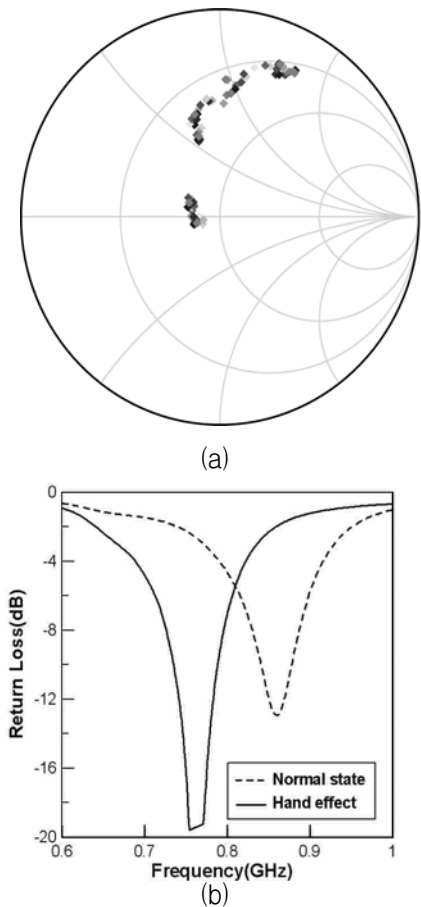 (a)
0
-4
-8
-12
-16
-20
Return Loss(dB)
Normal state
Hand effect
0.6
0.7
0.8
0.9
1
Frequency(GHz)
(b)